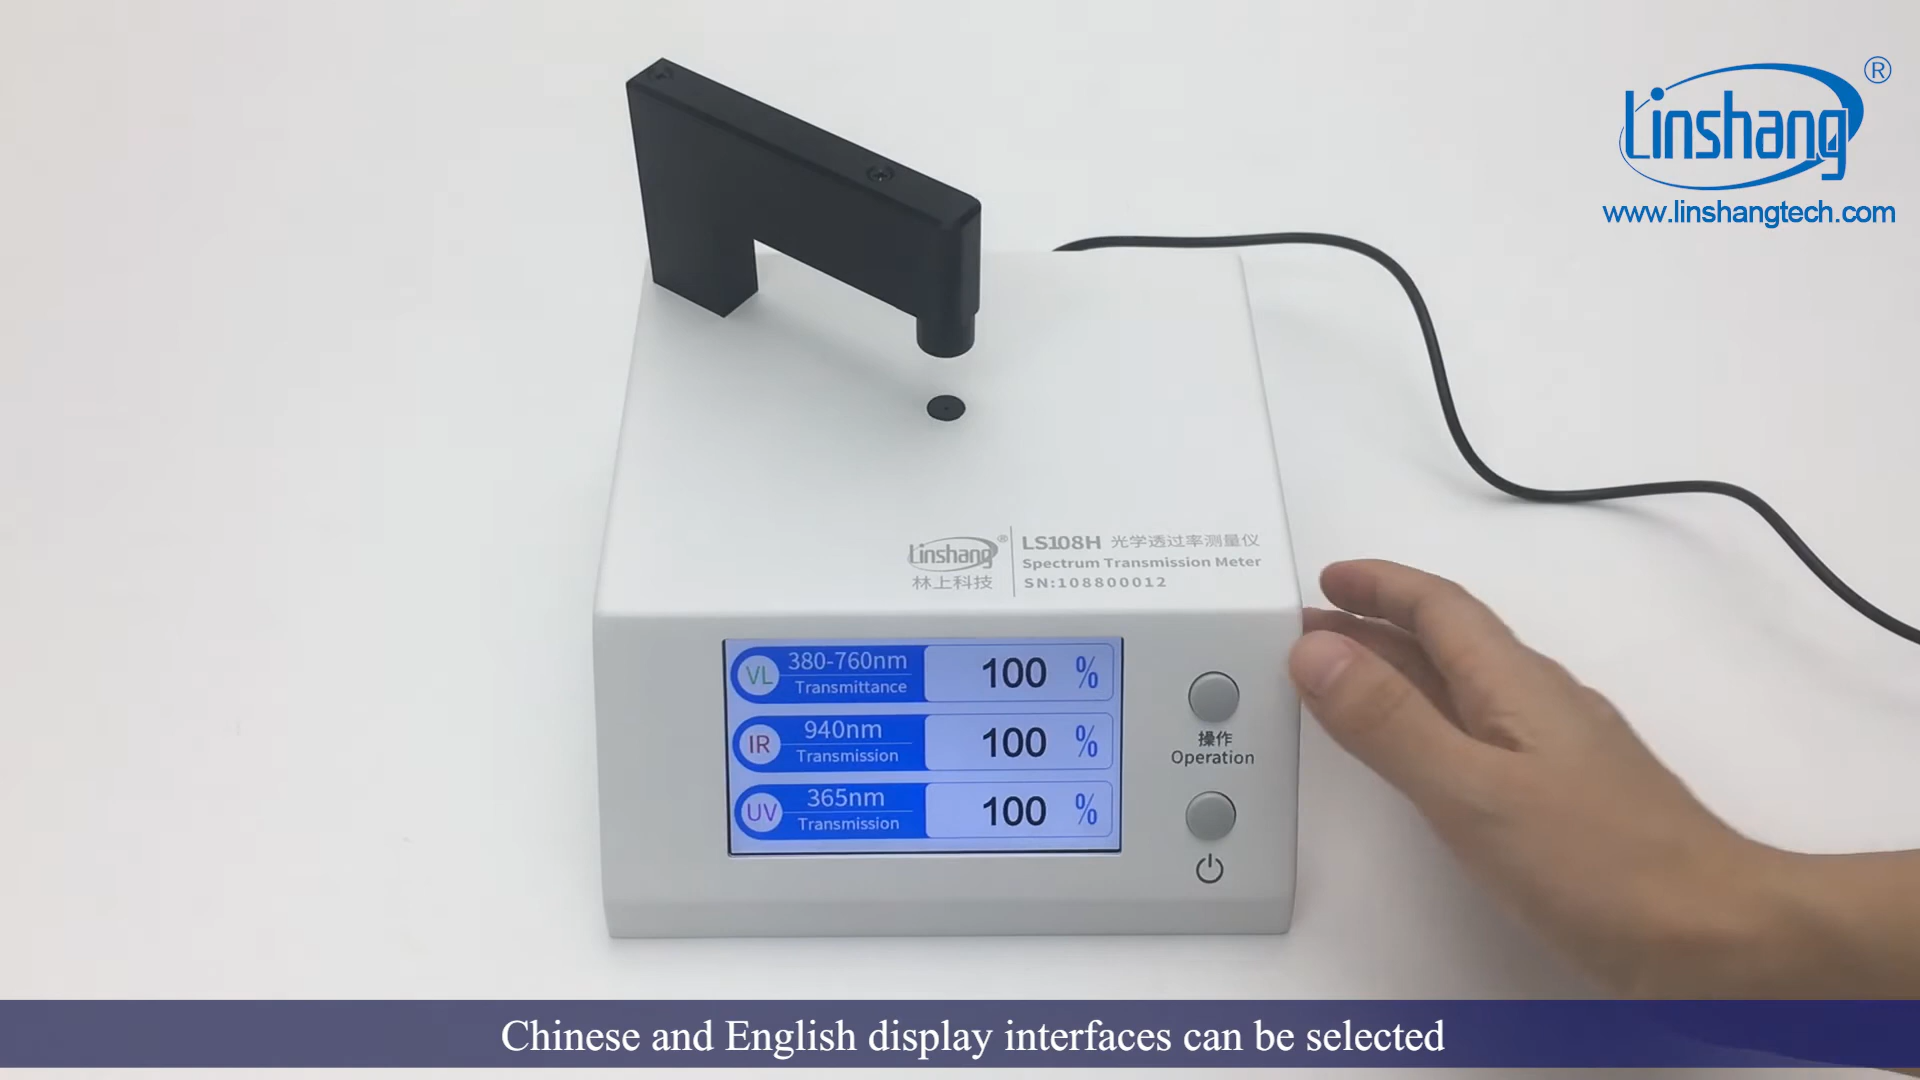 Linshang®
www.linshangtech.com
Linshang®
林上科技
LS108H 光学透过率测量仪
Spectrum Transmission Meter
SN:108800012
VL 380-760nm Transmittance 100 %
IR 940nm Transmission 100 %
UV 365nm Transmission 100 %
操作
Operation
Chinese and English display interfaces can be selected